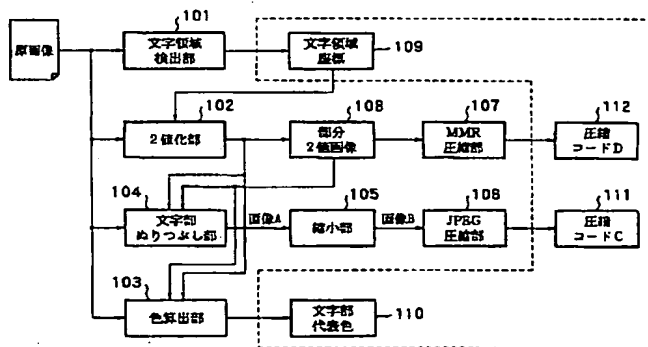 原画像
101
文字領域
検出部
文字領域
座標
109
102
2値化部
108
部分
2値画像
107
MMR
圧縮部
112
圧縮
コードD
104
文字部
ぬりつぶし部
画像A
105
縮小部
画像B
106
JPEG
圧縮部
111
圧縮
コードC
103
色算出部
文字部
代表色
110